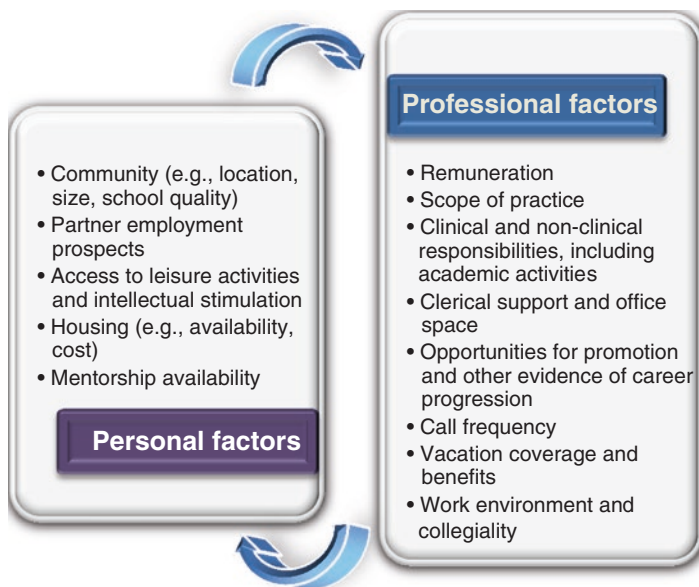 • Community (e.g., location,
size, school quality)
• Partner employment
prospects
• Access to leisure activities
and intellectual stimulation
• Housing (e.g., availability,
cost)
• Mentorship availability
Personal factors
Professional factors
• Remuneration
• Scope of practice
• Clinical and non-clinical
responsibilities, including
academic activities
• Clerical support and office
space
• Opportunities for promotion
and other evidence of career
progression
• Call frequency
• Vacation coverage and
benefits
• Work environment and
collegiality